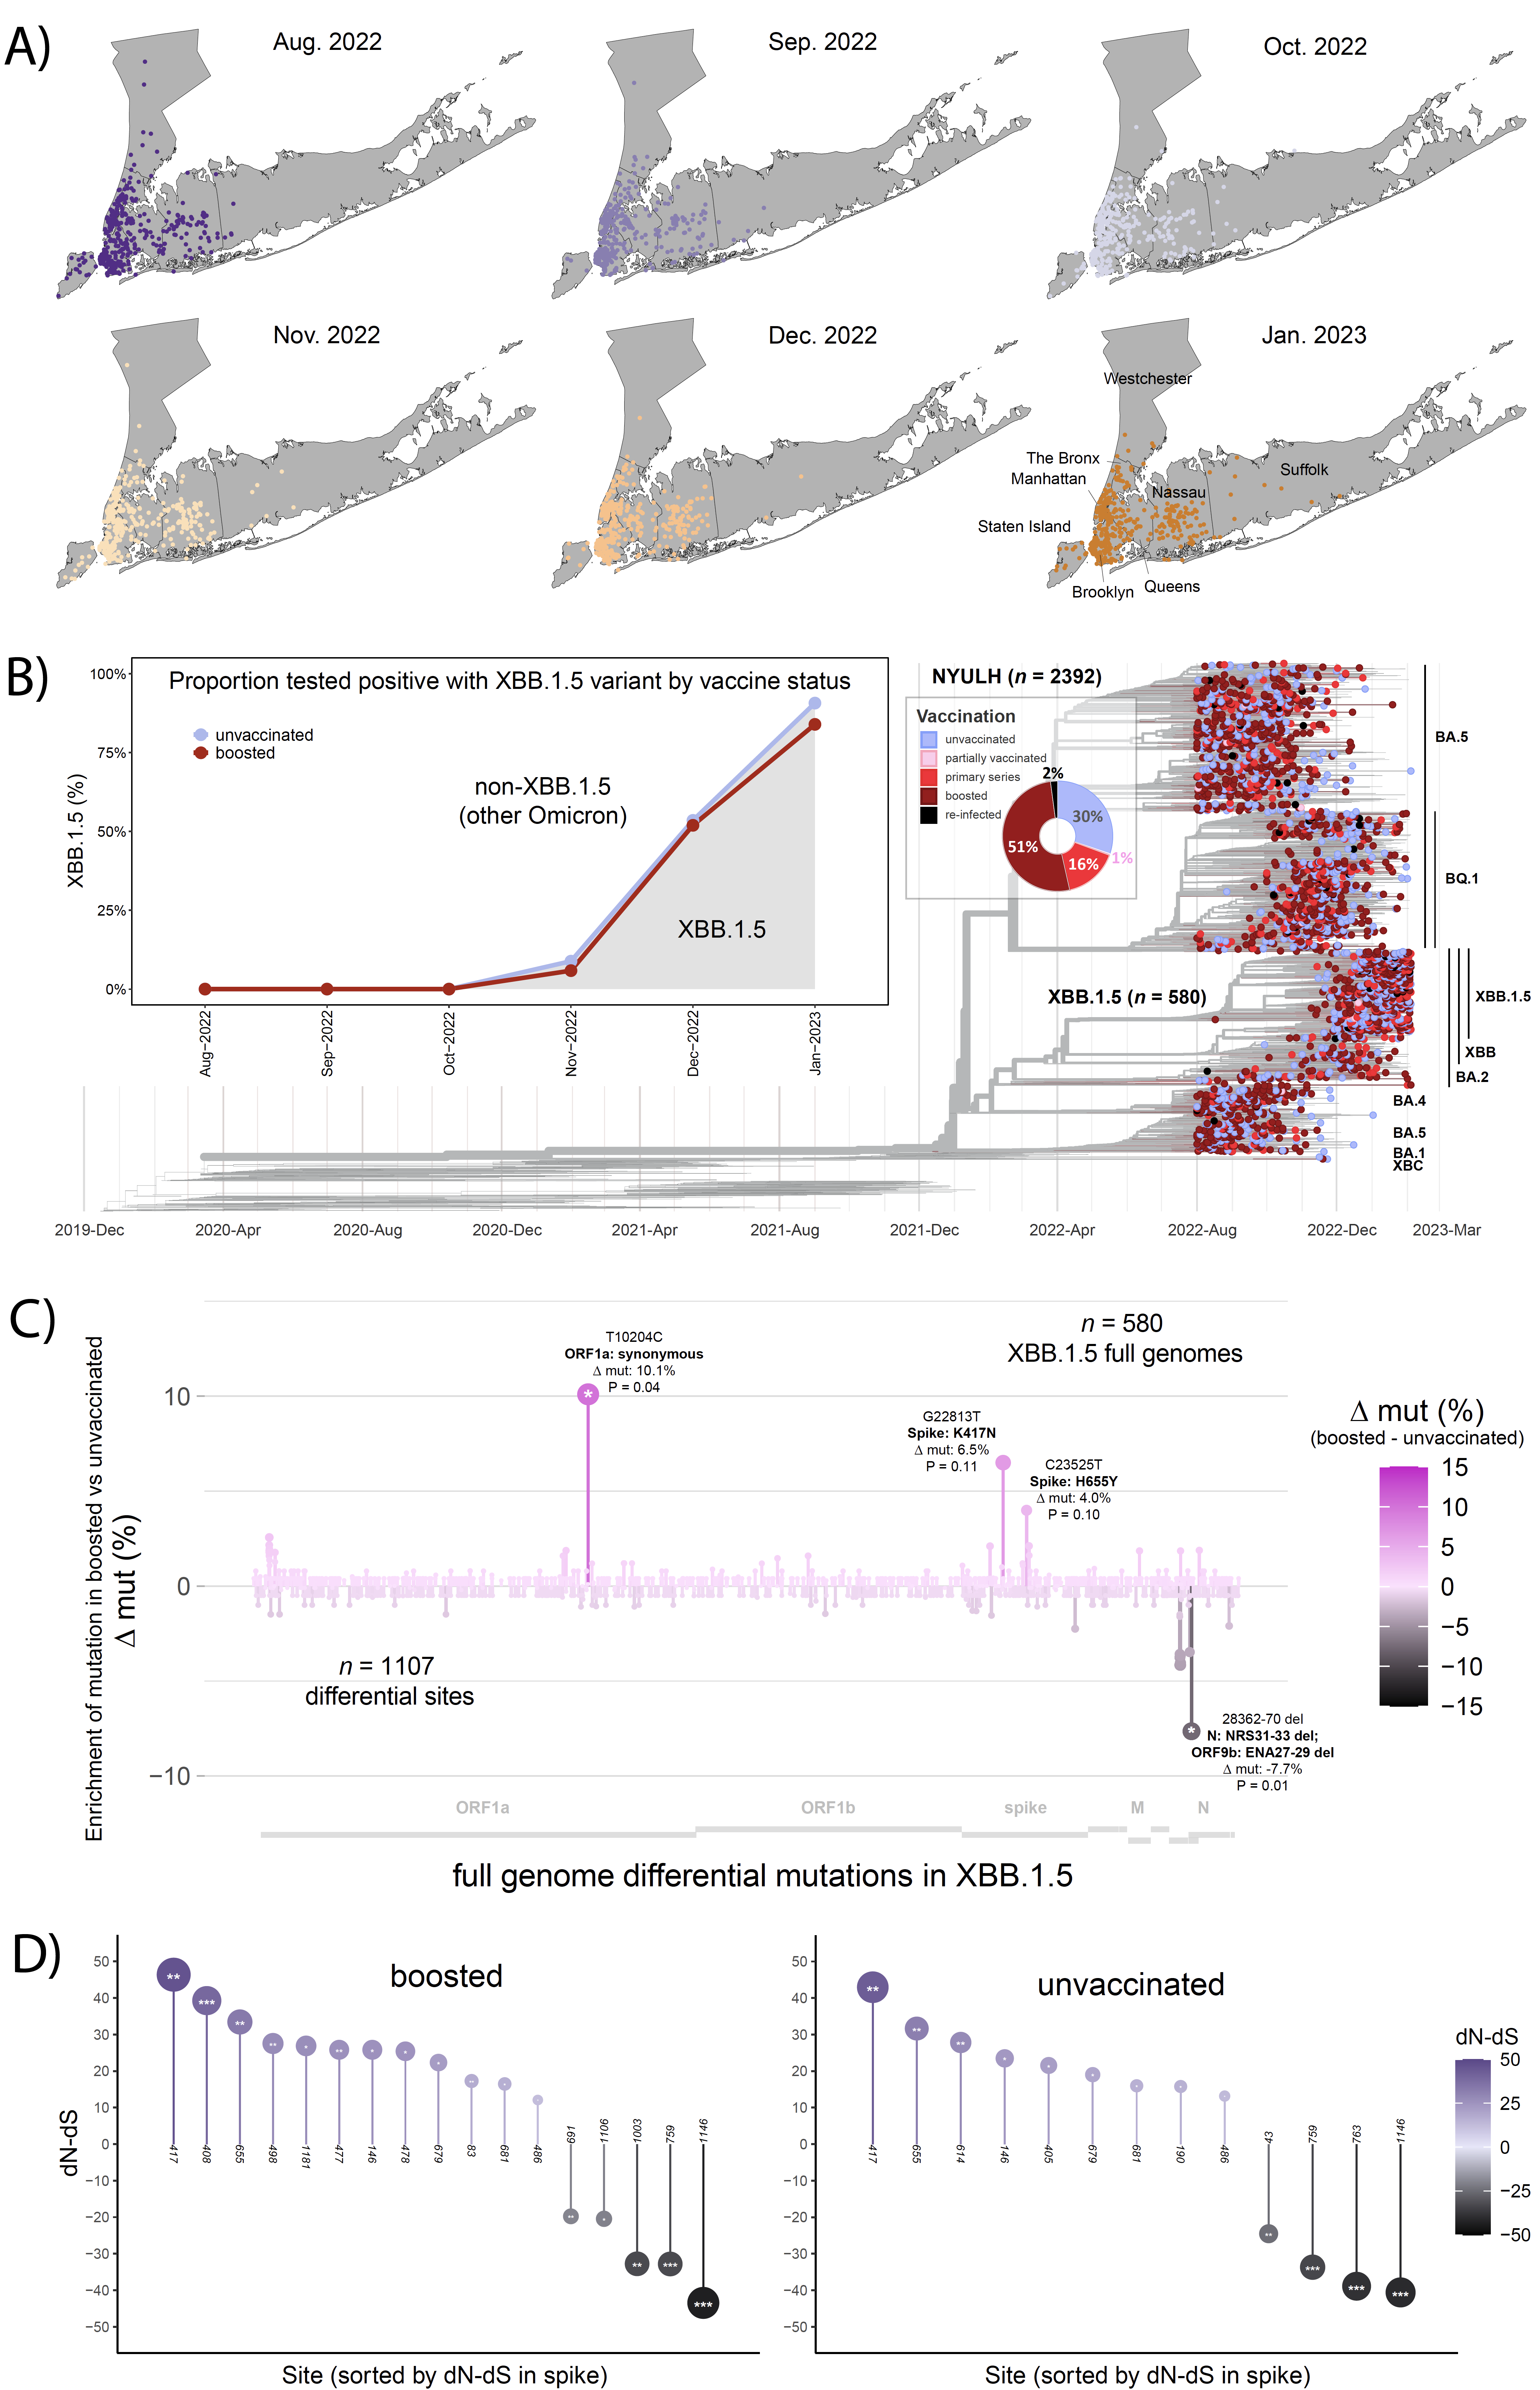 A)
Aug. 2022
Sep. 2022
Oct. 2022
Nov. 2022
Dec. 2022
Jan. 2023
Westchester
The Bronx
Manhattan
Suffolk
Nassau
Staten Island
Brooklyn
Queens
B)
Proportion tested positive with XBB.1.5 variant by vaccine status
unvaccinated
boosted
non-XBB.1.5
(other Omicron)
XBB.1.5
XBB.1.5 (%)
100%
75%
50%
25%
0%
Aug−2022
Sep−2022
Oct−2022
Nov−2022
Dec−2022
Jan−2023
NYULH (n = 2392)
Vaccination
unvaccinated
partially vaccinated
primary series
boosted
re-infected
2%
30%
51%
16%
1%
XBB.1.5 (n = 580)
BA.5
BQ.1
XBB.1.5
XBB
BA.2
BA.4
BA.5
BA.1
XBC
2019-Dec
2020-Apr
2020-Aug
2020-Dec
2021-Apr
2021-Aug
2021-Dec
2022-Apr
2022-Aug
2022-Dec
2023-Mar
C)
Enrichment of mutation in boosted vs unvaccinated
Δ mut (%)
10
0
−10
T10204C
ORF1a: synonymous
Δ mut: 10.1%
P = 0.04
*
n = 580
XBB.1.5 full genomes
G22813T
Spike: K417N
Δ mut: 6.5%
P = 0.11
C23525T
Spike: H655Y
Δ mut: 4.0%
P = 0.10
n = 1107
differential sites
*
28362-70 del
N: NRS31-33 del;
ORF9b: ENA27-29 del
Δ mut: -7.7%
P = 0.01
ORF1a
ORF1b
spike
M
N
full genome differential mutations in XBB.1.5
Δ mut (%)
(boosted - unvaccinated)
15
10
5
0
−5
−10
−15
D)
boosted
dN-dS
50
40
30
20
10
0
−10
−20
−30
−40
−50
**
***
**
**
*
**
*
*
*
**
*
417
408
655
498
1181
477
146
478
679
83
681
486
691
1106
1003
759
1146
**
*
**
***
***
Site (sorted by dN-dS in spike)
unvaccinated
50
40
30
20
10
0
−10
−20
−30
−40
−50
**
**
**
*
*
*
*
*
417
655
614
146
405
679
681
190
486
43
759
763
1146
**
***
***
***
Site (sorted by dN-dS in spike)
dN-dS
50
25
0
−25
−50